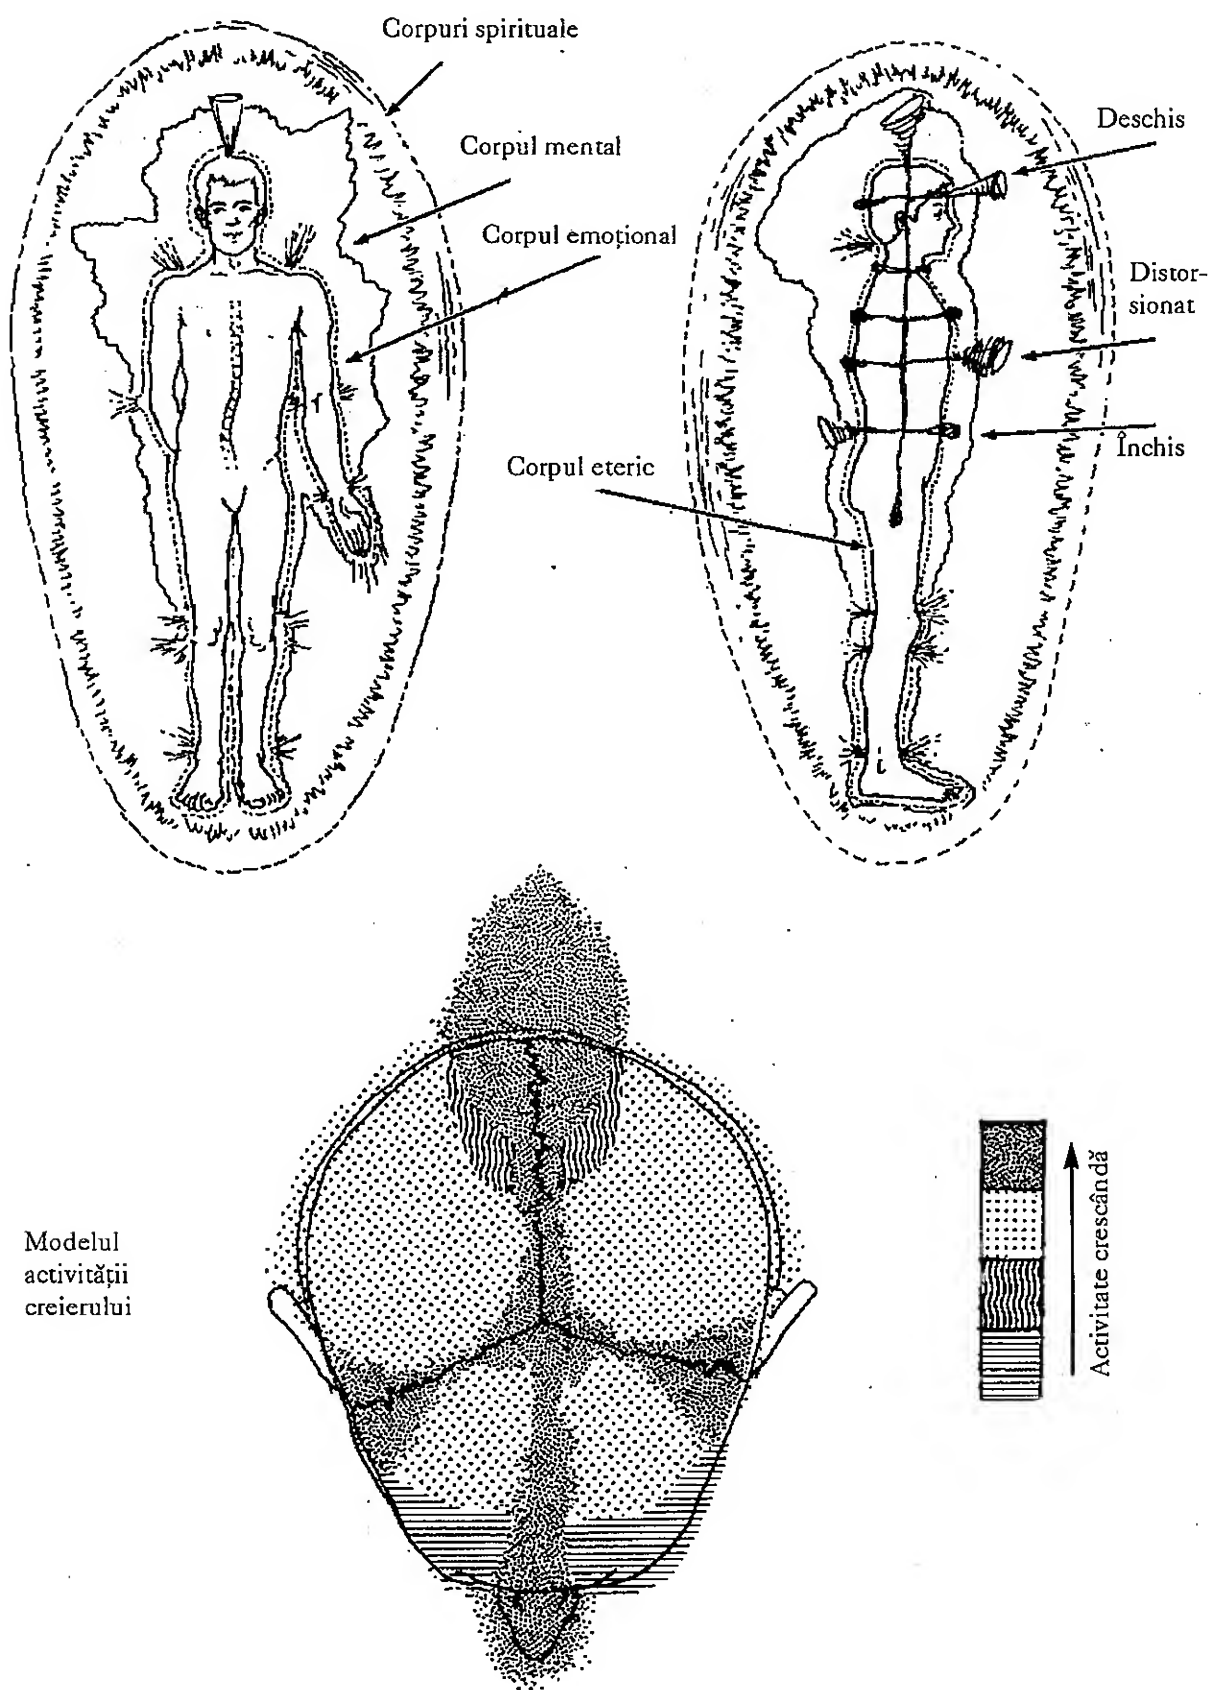 Corpuri spirituale
Corpul mental
Corpul emoțional
Deschis
Distor-
sionat
Închis
Corpul eteric
Modelul
activității
creierului
Activitate crescândă